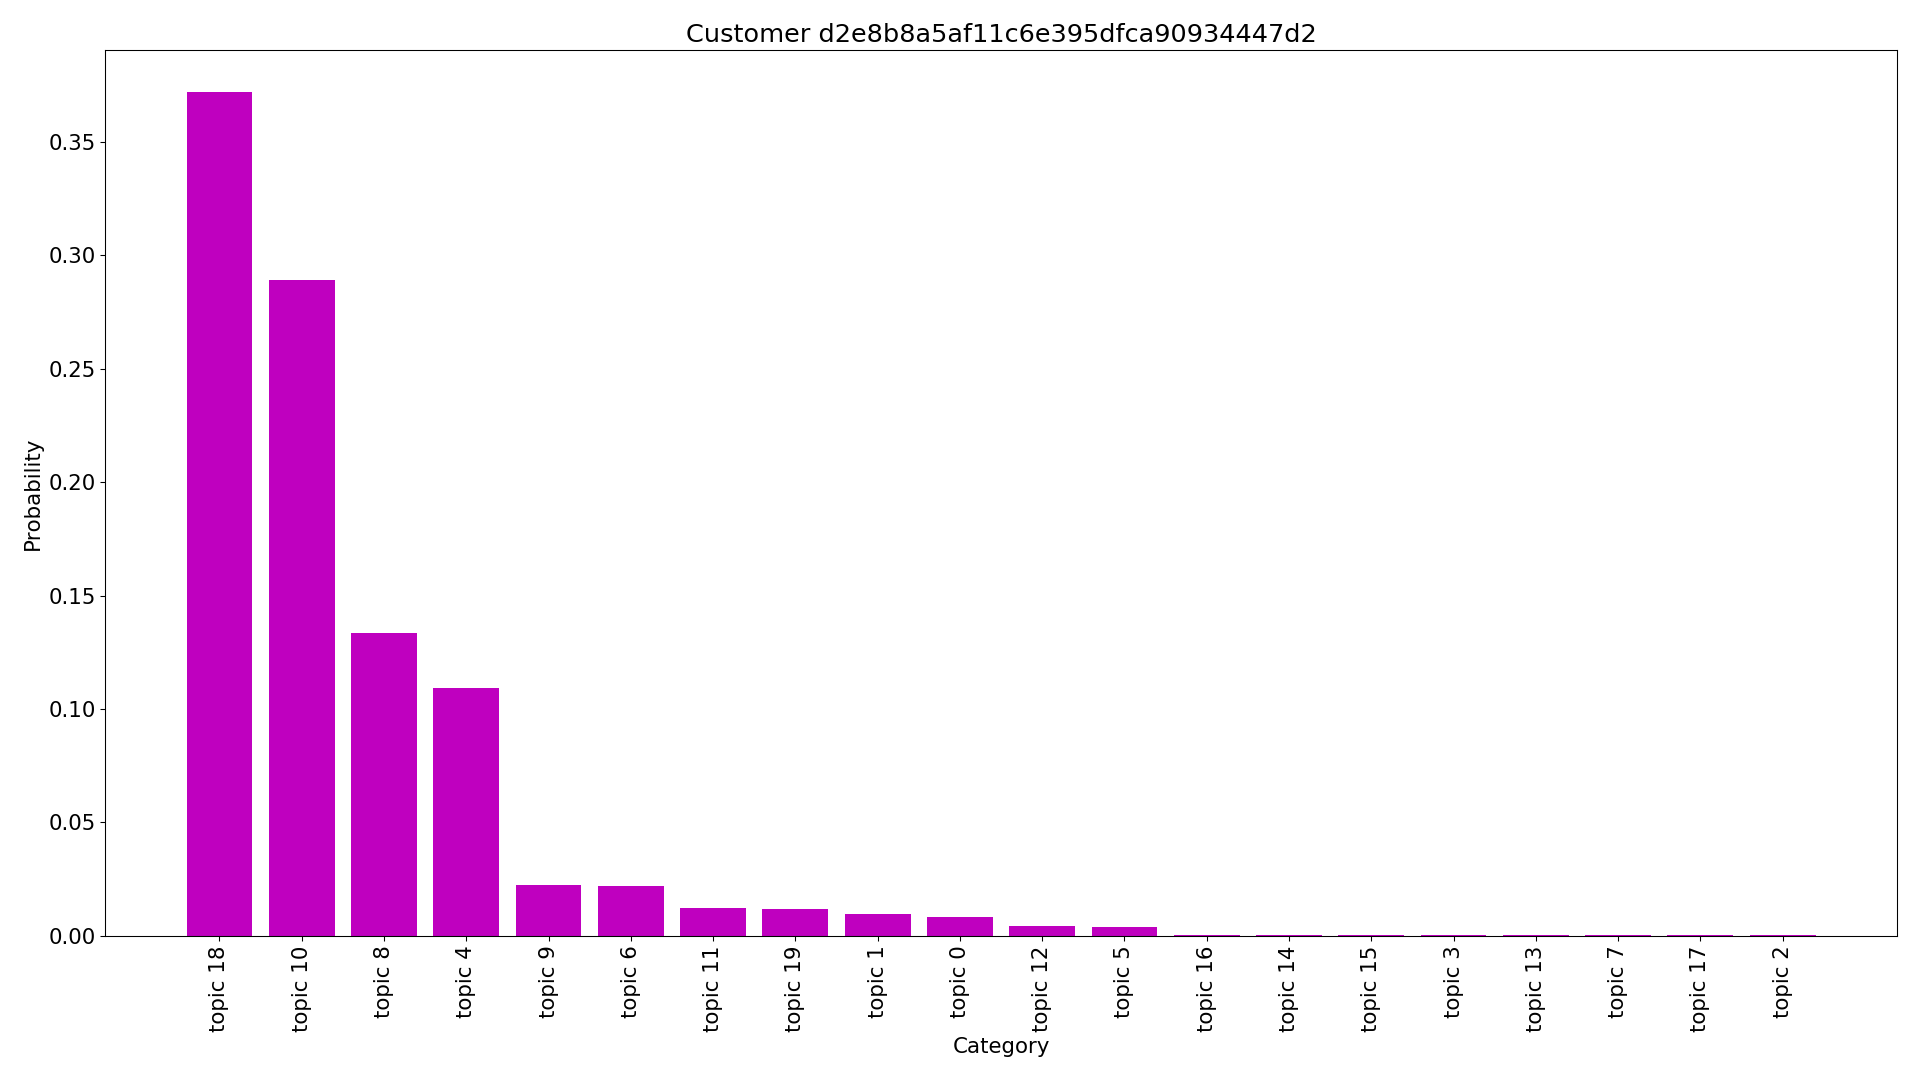 Customer d2e8b8a5af11c6e395dfca90934447d2
Probability
0.35
0.30
0.25
0.20
0.15
0.10
0.05
0.00
topic 18
topic 10
topic 8
topic 4
topic 9
topic 6
topic 11
topic 19
topic 1
topic 0
topic 12
topic 5
topic 16
topic 14
topic 15
topic 3
topic 13
topic 7
topic 17
topic 2
Category